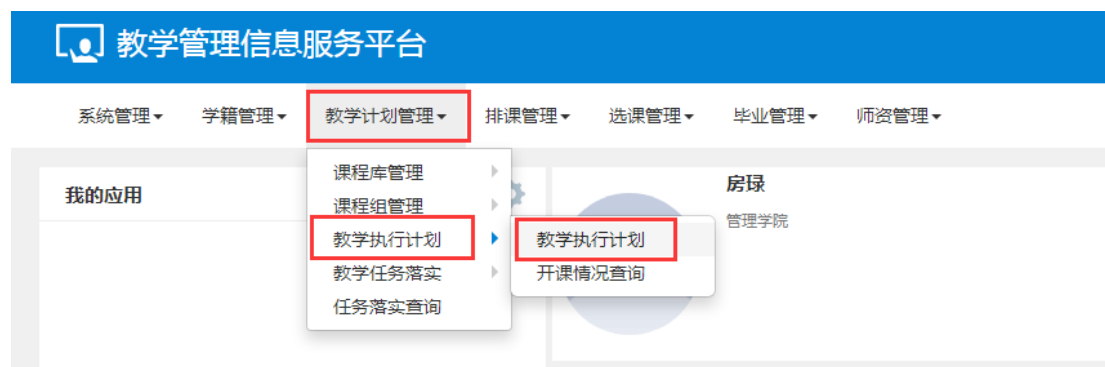 教学管理信息服务平台
系统管理 学籍管理 教学计划管理 排课管理 选课管理 毕业管理 师资管理
我的应用
课程库管理
课程组管理
教学执行计划
教学任务落实
任务落实查询
教学执行计划
开课情况查询
房琭
管理学院